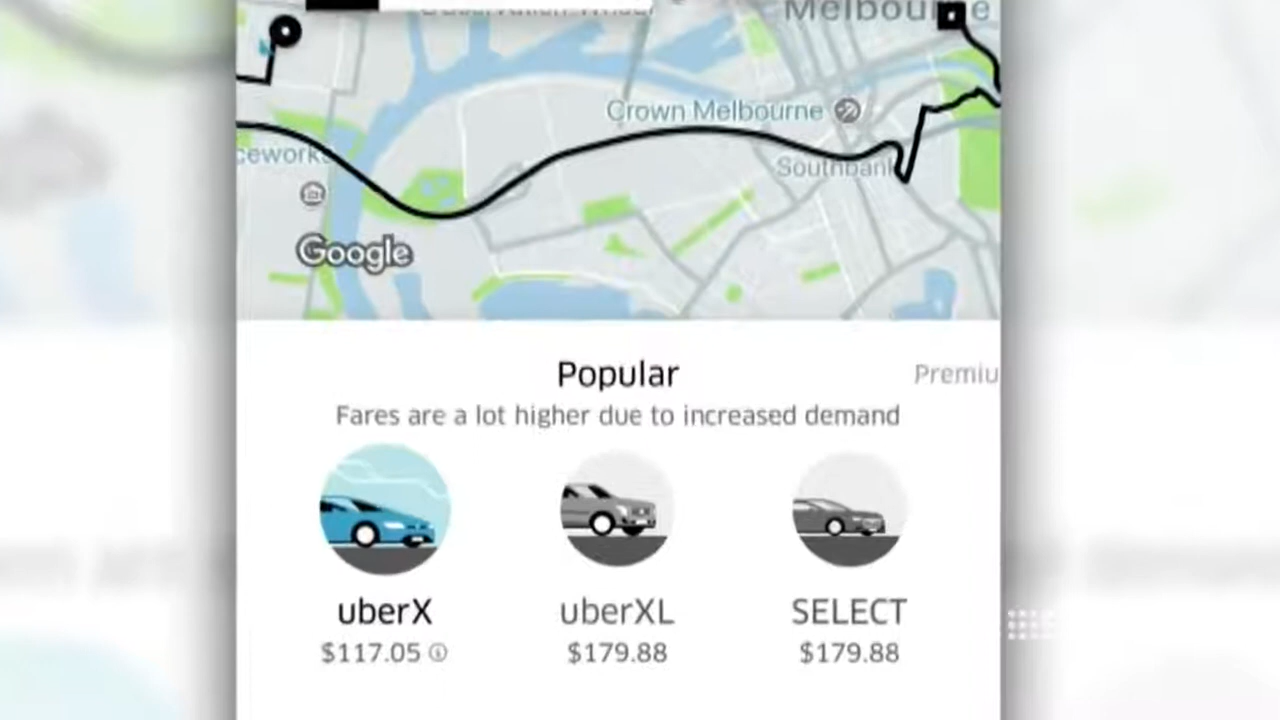 Melbourne
Crown Melbourne
Southbank
Google
Popular
Premiu
Fares are a lot higher due to increased demand
uberX
uberXL
SELECT
$117.05
$179.88
$179.88